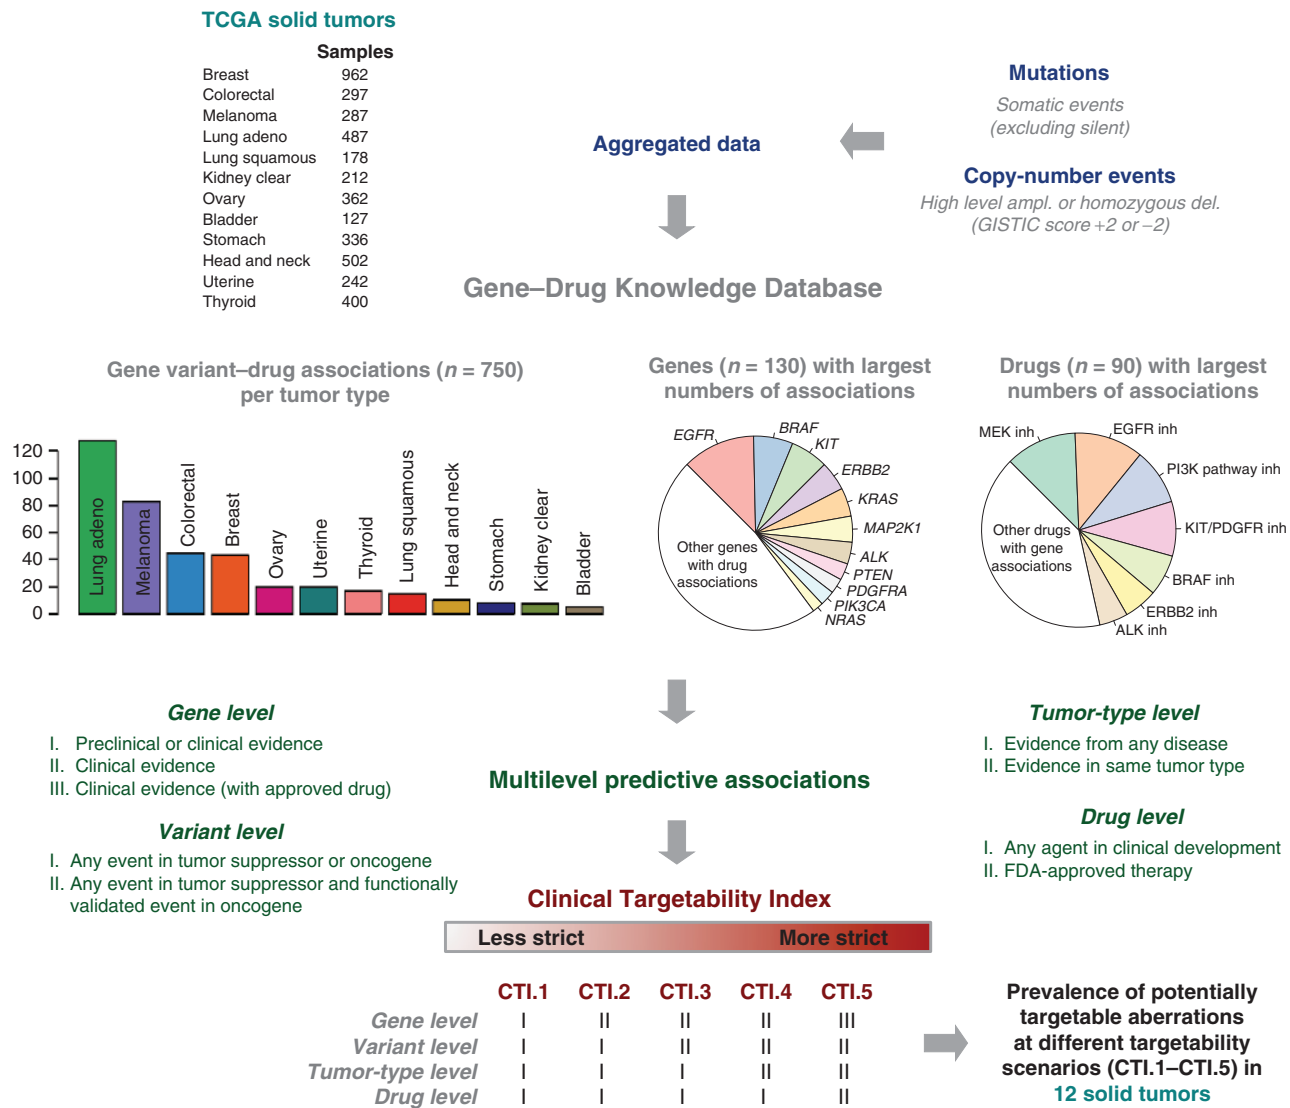 TCGA solid tumors
Samples
Breast 962
Colorectal 297
Melanoma 287
Lung adeno 487
Lung squamous 178
Kidney clear 212
Ovary 362
Bladder 127
Stomach 336
Head and neck 502
Uterine 242
Thyroid 400
Aggregated data
Mutations
Somatic events
(excluding silent)
Copy-number events
High level ampl. or homozygous del.
(GISTIC score +2 or −2)
Gene–Drug Knowledge Database
Gene variant–drug associations (n = 750)
per tumor type
120
100
80
60
40
20
0
Lung adeno
Melanoma
Colorectal
Breast
Ovary
Uterine
Thyroid
Lung squamous
Head and neck
Stomach
Kidney clear
Bladder
Genes (n = 130) with largest
numbers of associations
EGFR
BRAF
KIT
ERBB2
KRAS
MAP2K1
ALK
PTEN
PDGFRA
PIK3CA
NRAS
Other genes
with drug
associations
Drugs (n = 90) with largest
numbers of associations
MEK inh
EGFR inh
PI3K pathway inh
KIT/PDGFR inh
BRAF inh
ERBB2 inh
ALK inh
Other drugs
with gene
associations
Gene level
I. Preclinical or clinical evidence
II. Clinical evidence
III. Clinical evidence (with approved drug)
Variant level
I. Any event in tumor suppressor or oncogene
II. Any event in tumor suppressor and functionally
validated event in oncogene
Multilevel predictive associations
Tumor-type level
I. Evidence from any disease
II. Evidence in same tumor type
Drug level
I. Any agent in clinical development
II. FDA-approved therapy
Clinical Targetability Index
Less strict More strict
CTI.1 CTI.2 CTI.3 CTI.4 CTI.5
Gene level I II II II III
Variant level I I II II II
Tumor-type level I I I II II
Drug level I I I I II
Prevalence of potentially
targetable aberrations
at different targetability
scenarios (CTI.1–CTI.5) in
12 solid tumors